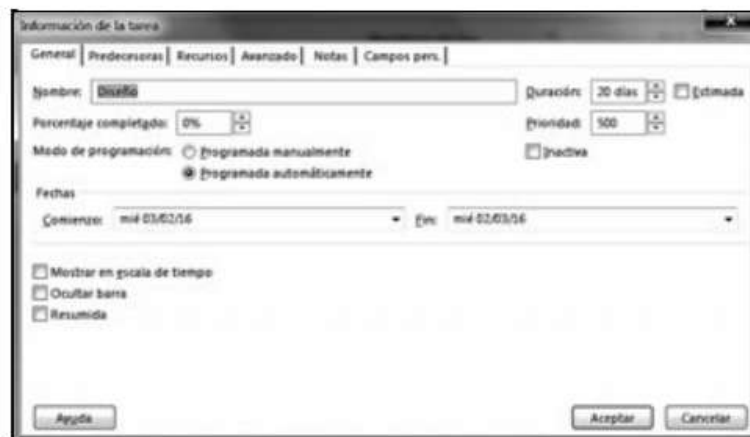 Información de la tarea
General Predecesoras Recursos Avanzado Notas Campos pers.
Nombre: Diseño Duración: 20 días Estimada
Porcentaje completado: 0% Prioridad: 500
Modo de programación: Programada manualmente Inactiva
Programada automáticamente
Fechas
Comienzo: mié 03/02/16 Fin: mié 02/03/16
Mostrar en escala de tiempo
Ocultar barra
Resumida
Ayuda Aceptar Cancelar